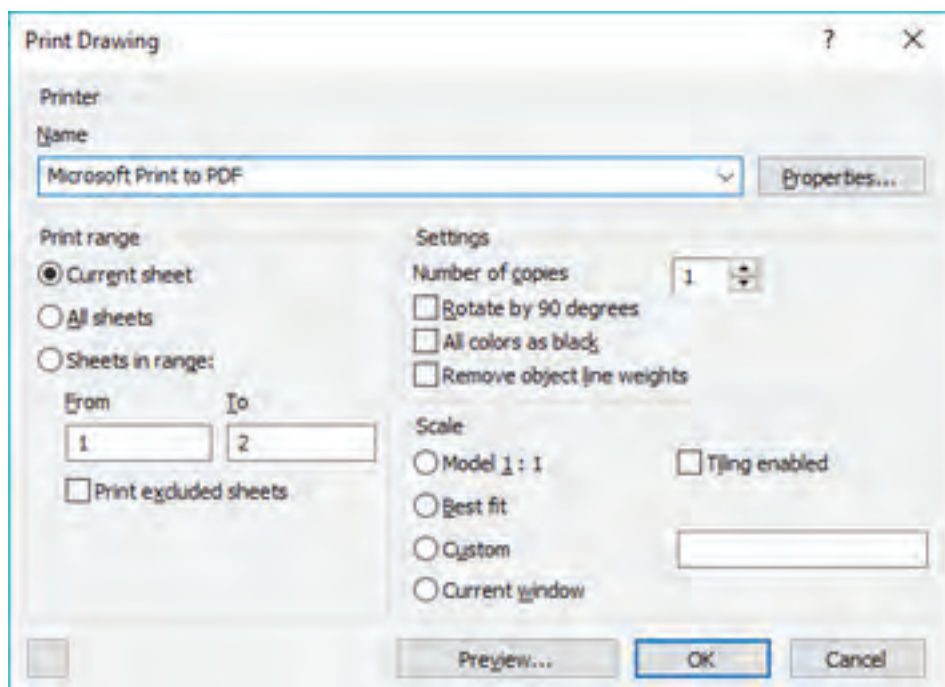 Print Drawing ? X
Printer
Name
Microsoft Print to PDF
Properties...
Print range
Current sheet
All sheets
Sheets in range:
From To
1 2
Print excluded sheets
Settings
Number of copies 1
Rotate by 90 degrees
All colors as black
Remove object line weights
Scale
Model 1 : 1
Tiling enabled
Best fit
Custom
Current window
Preview... OK Cancel